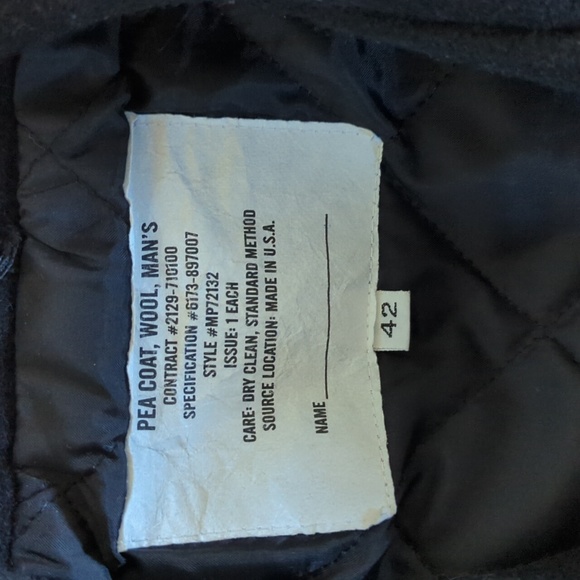 PEA COAT, WOOL, MAN'S
CONTRACT #2129-710100
SPECIFICATION #6173-897007
STYLE #MP72132
ISSUE: 1 EACH
CARE: DRY CLEAN, STANDARD METHOD
SOURCE LOCATION: MADE IN U.S.A.
NAME
42